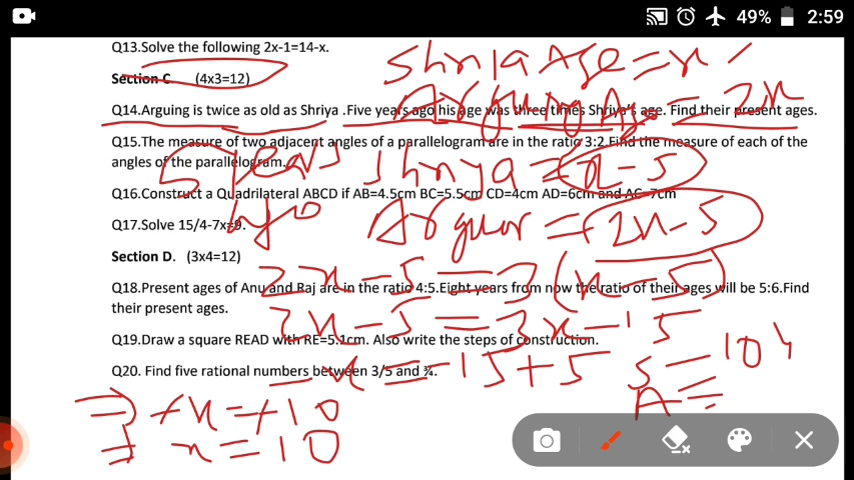 49% 2:59
Q13.Solve the following 2x-1=14-x.
Shriya Age = x
Section C. (4x3=12)
Argung Age = 2x
Q14.Arguing is twice as old as Shriya .Five years ago his age was three times Shriya's age. Find their present ages.
Q15.The measure of two adjacent angles of a parallelogram are in the ratio 3:2.Find the measure of each of the
angles of the parallelogram.
5 years shriya = x-5
Q16.Construct a Quadrilateral ABCD if AB=4.5cm BC=5.5cm CD=4cm AD=6cm and AC=7cm
ago Arguor = 2x-5
Q17.Solve 15/4-7x=9.
Section D. (3x4=12)
2x-5=3(x-5)
Q18.Present ages of Anu and Raj are in the ratio 4:5.Eight years from now the ratio of their ages will be 5:6.Find
their present ages.
2x-5=3x-15
Q19.Draw a square READ with RE=5.1cm. Also write the steps of construction.
-x=-15+5 S=10y
Q20. Find five rational numbers between 3/5 and ¾.
⇒ +x=+10 A=
⇒ x=10